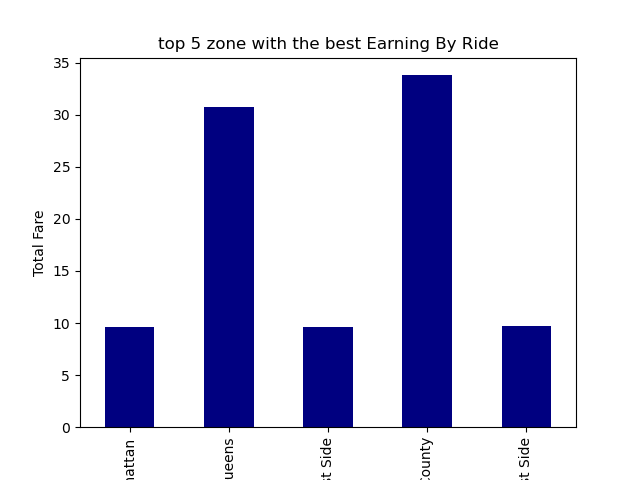 top 5 zone with the best Earning By Ride
Total Fare
35
30
25
20
15
10
5
0
hattan
ueens
st Side
County
st Side